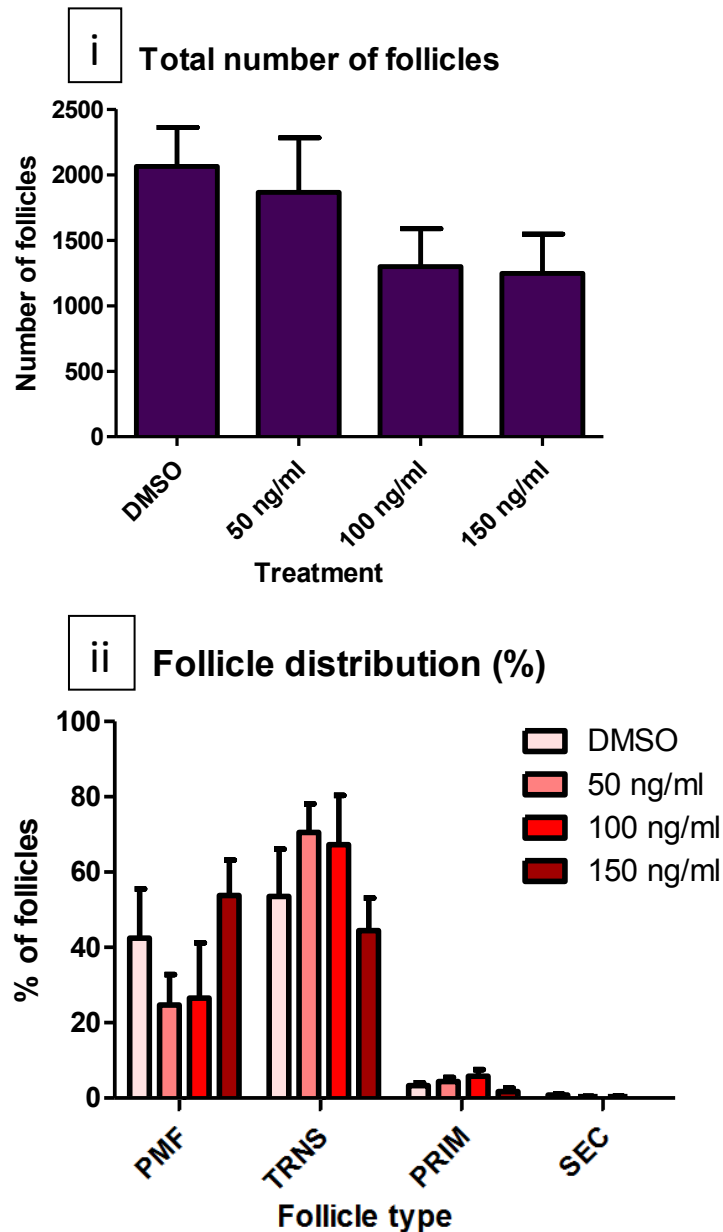 i
Total number of follicles
Number of follicles
2500
2000
1500
1000
500
0
DMSO
50 ng/ml
100 ng/ml
150 ng/ml
Treatment
ii
Follicle distribution (%)
% of follicles
100
80
60
40
20
0
DMSO
50 ng/ml
100 ng/ml
150 ng/ml
PMF
TRNS
PRIM
SEC
Follicle type